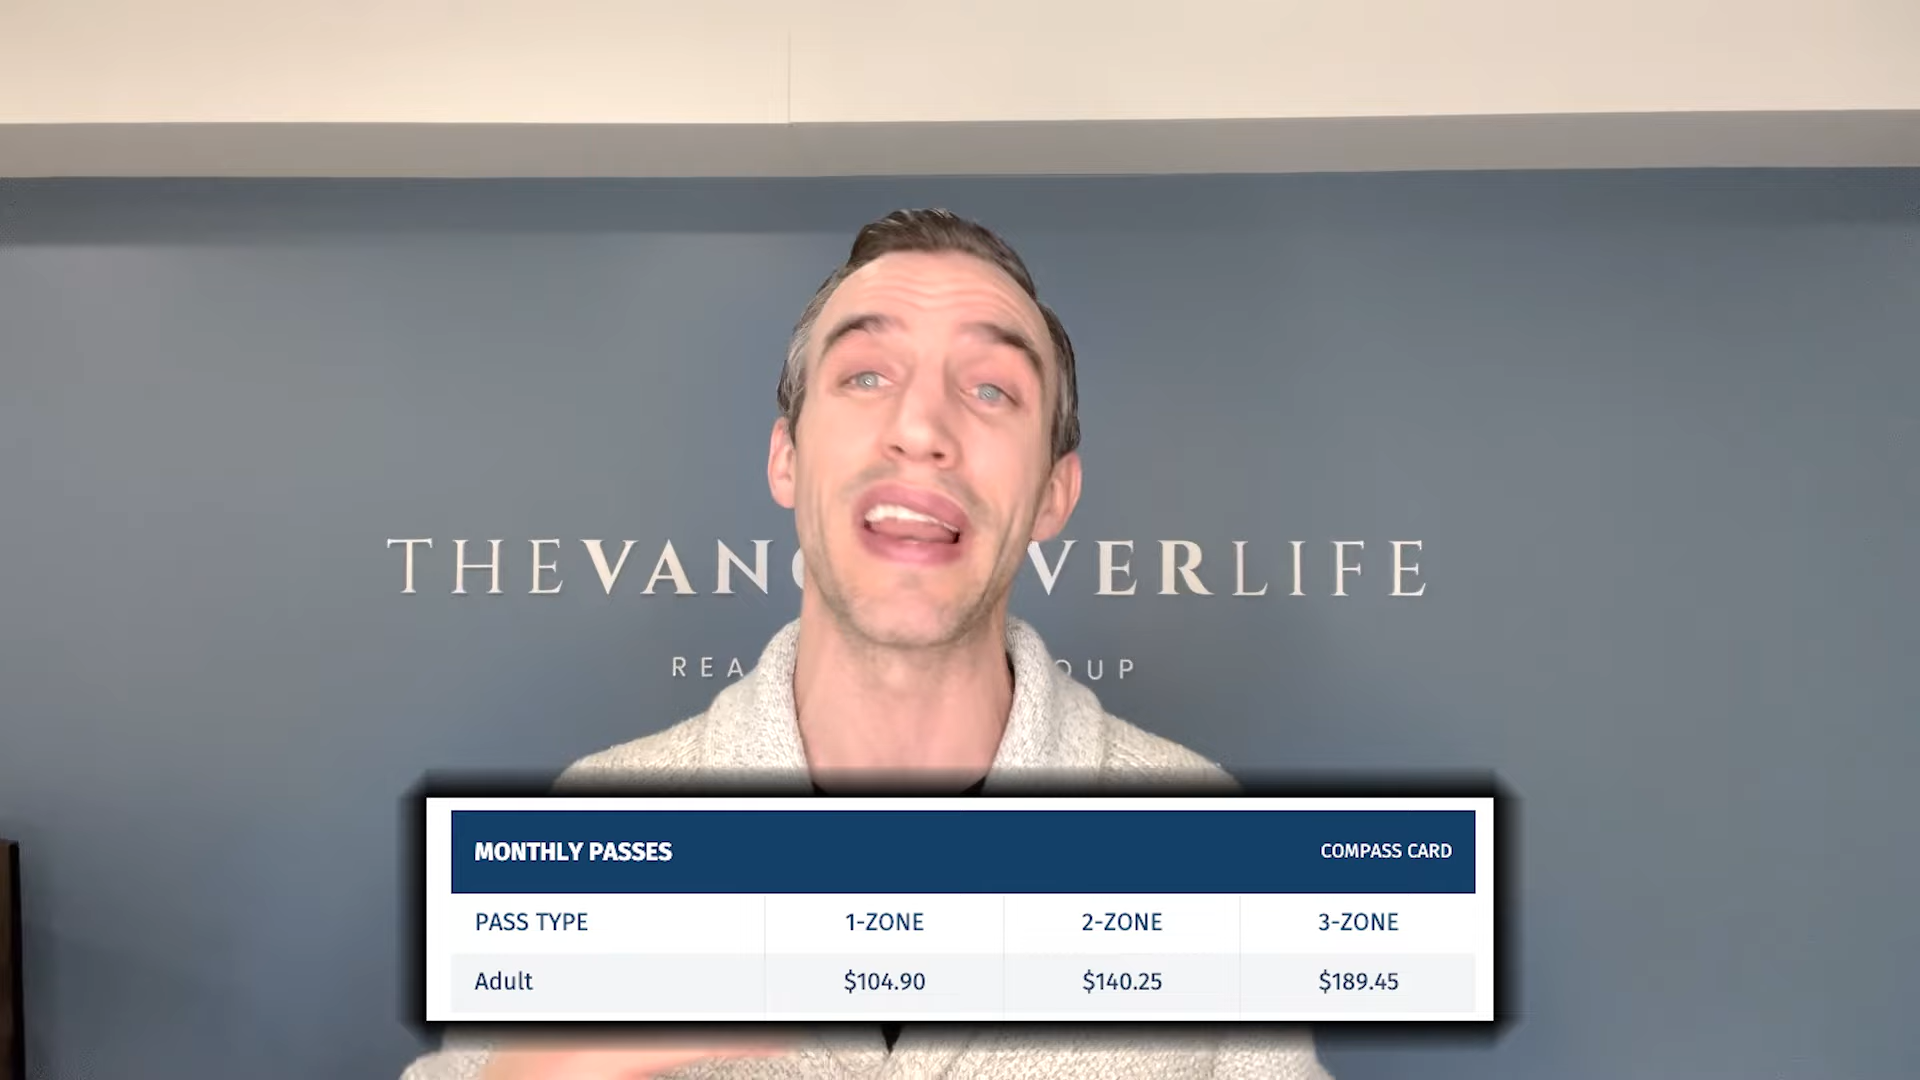 THEVAN VERLIFE
REA OUP
MONTHLY PASSES COMPASS CARD
PASS TYPE 1-ZONE 2-ZONE 3-ZONE
Adult $104.90 $140.25 $189.45